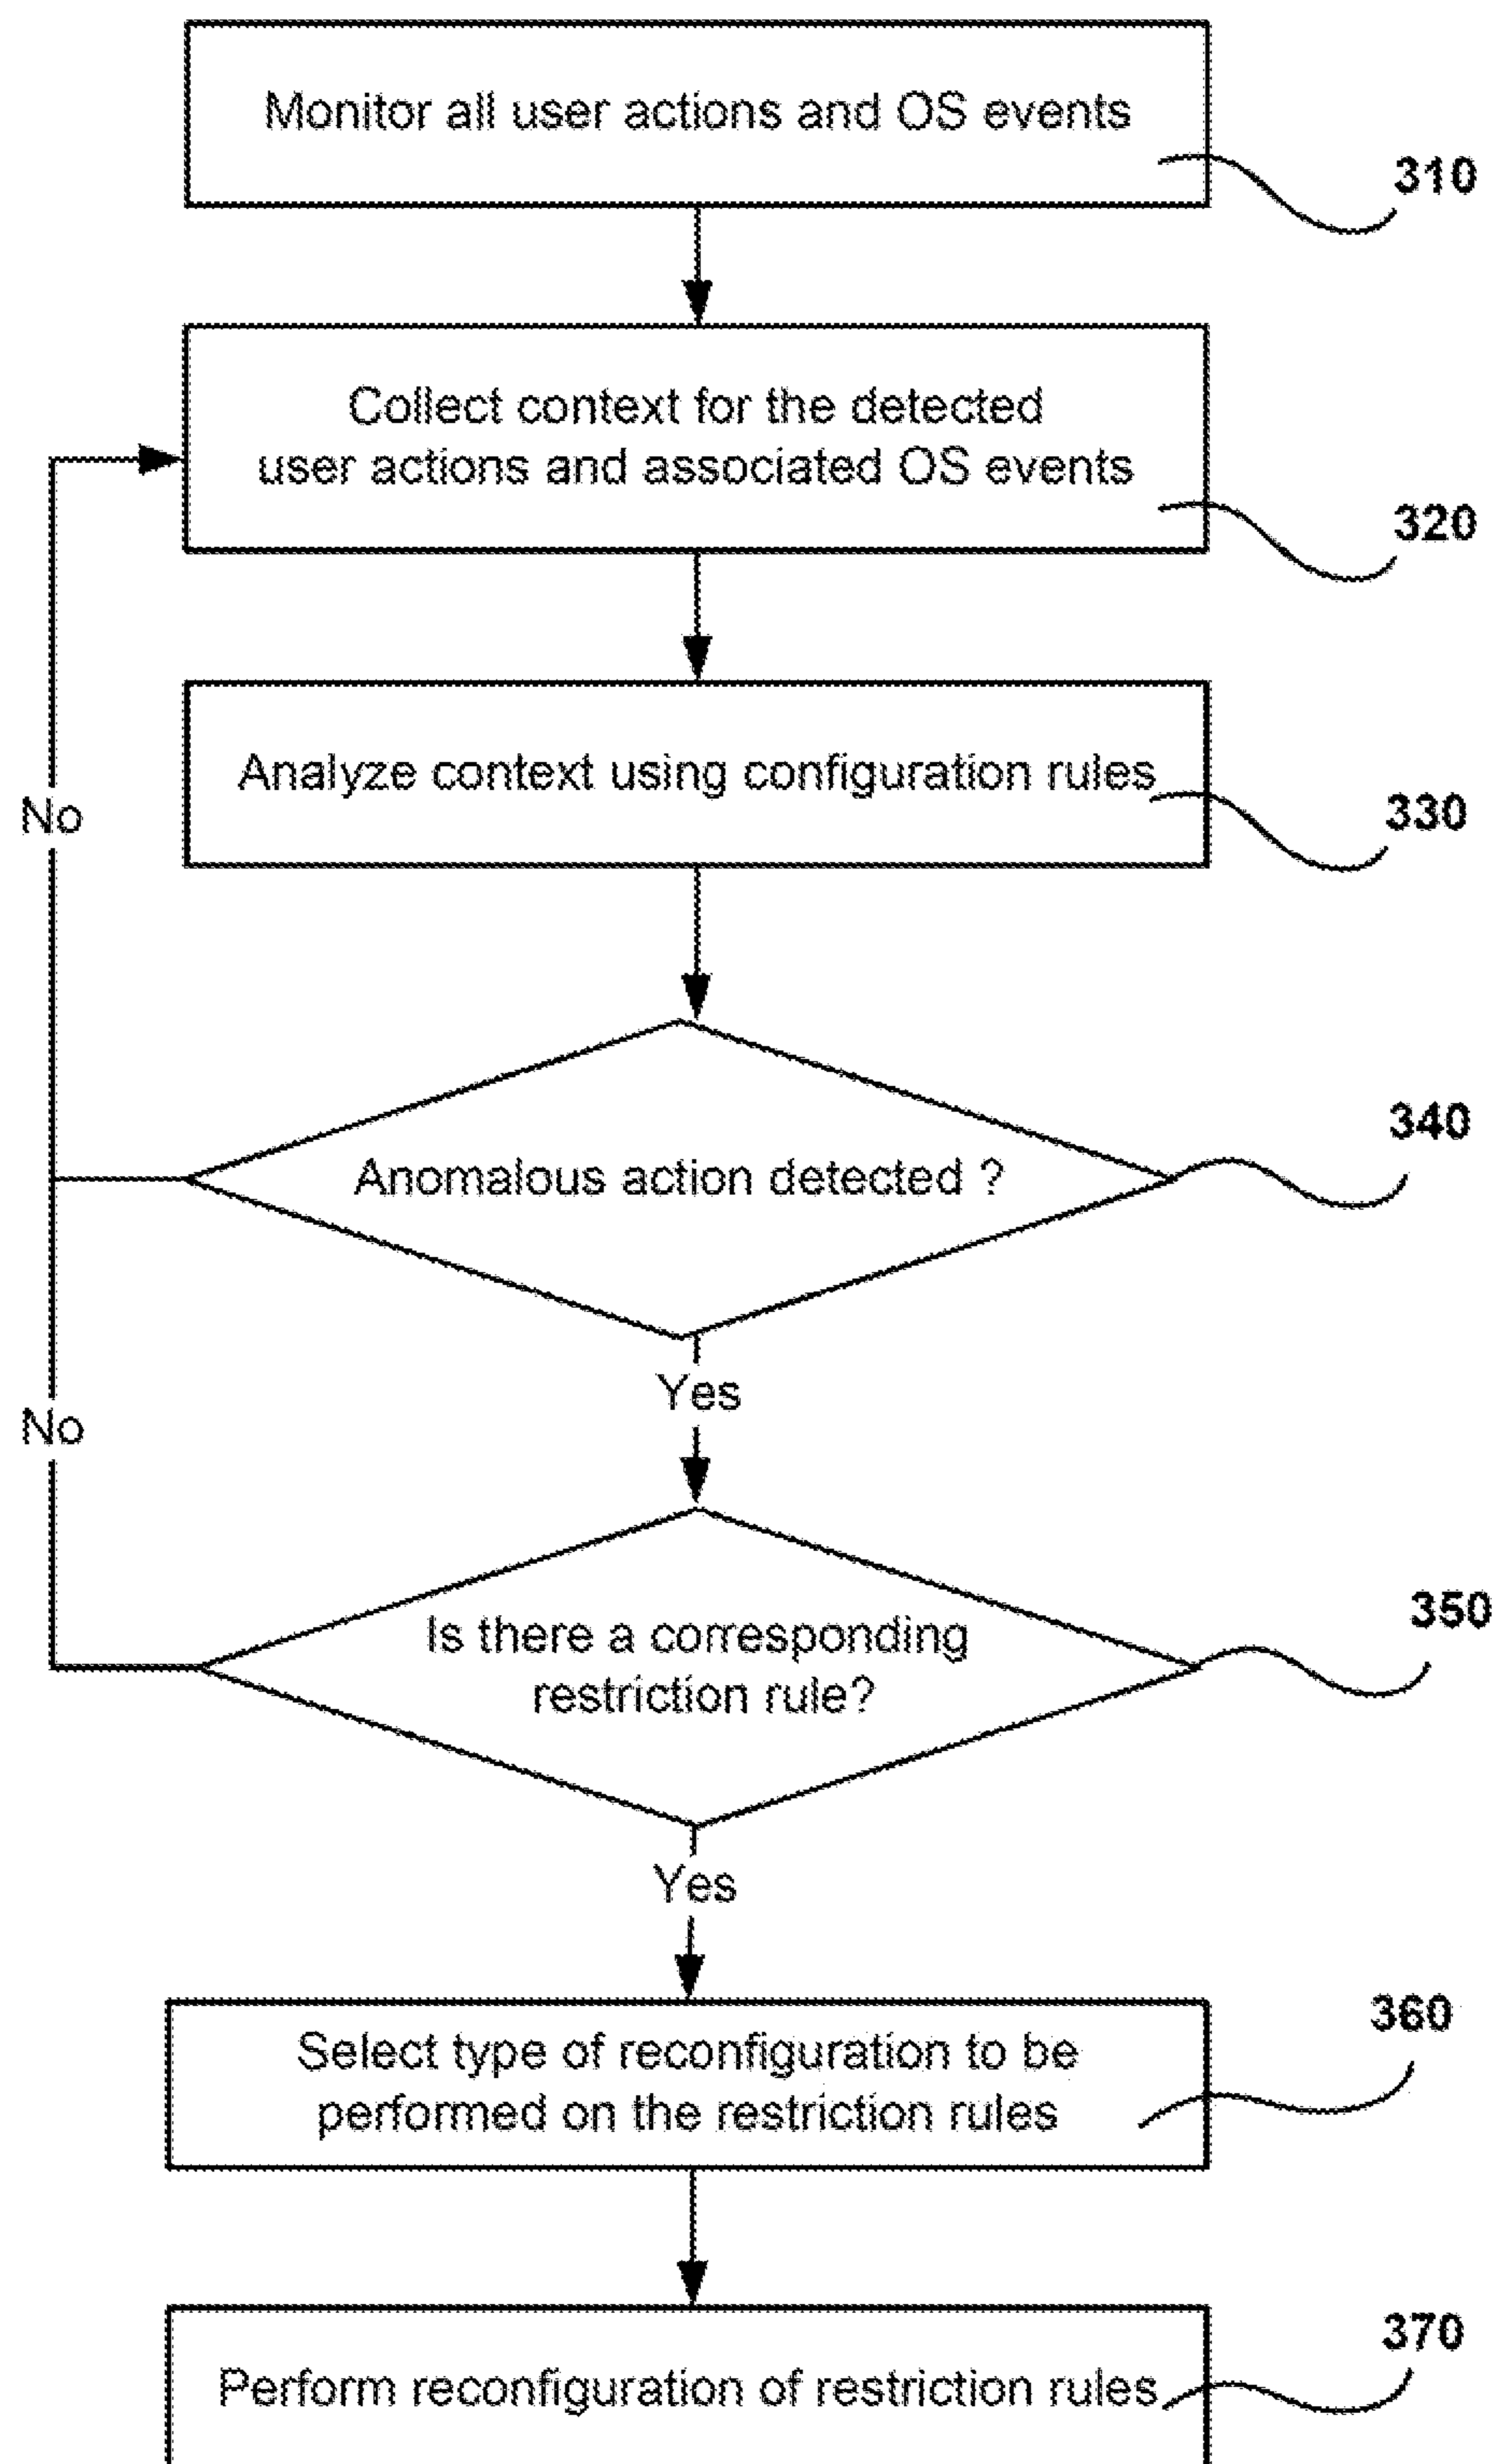 Monitor all user actions and OS events
310
Collect context for the detected
user actions and associated OS events
320
Analyze context using configuration rules
330
No
Anomalous action detected ?
340
Yes
No
Is there a corresponding
restriction rule?
350
Yes
Select type of reconfiguration to be
performed on the restriction rules
360
Perform reconfiguration of restriction rules
370